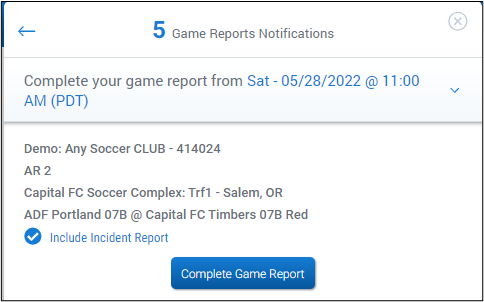 5 Game Reports Notifications
Complete your game report from Sat - 05/28/2022 @ 11:00
AM (PDT)
Demo: Any Soccer CLUB - 414024
AR 2
Capital FC Soccer Complex: Trf1 - Salem, OR
ADF Portland 07B @ Capital FC Timbers 07B Red
Include Incident Report
Complete Game Report